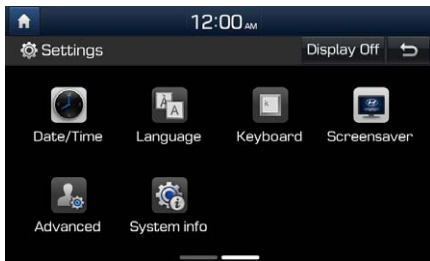 12:00 AM
Settings
Display Off
Date/Time
Language
Keyboard
Screensaver
Advanced
System info